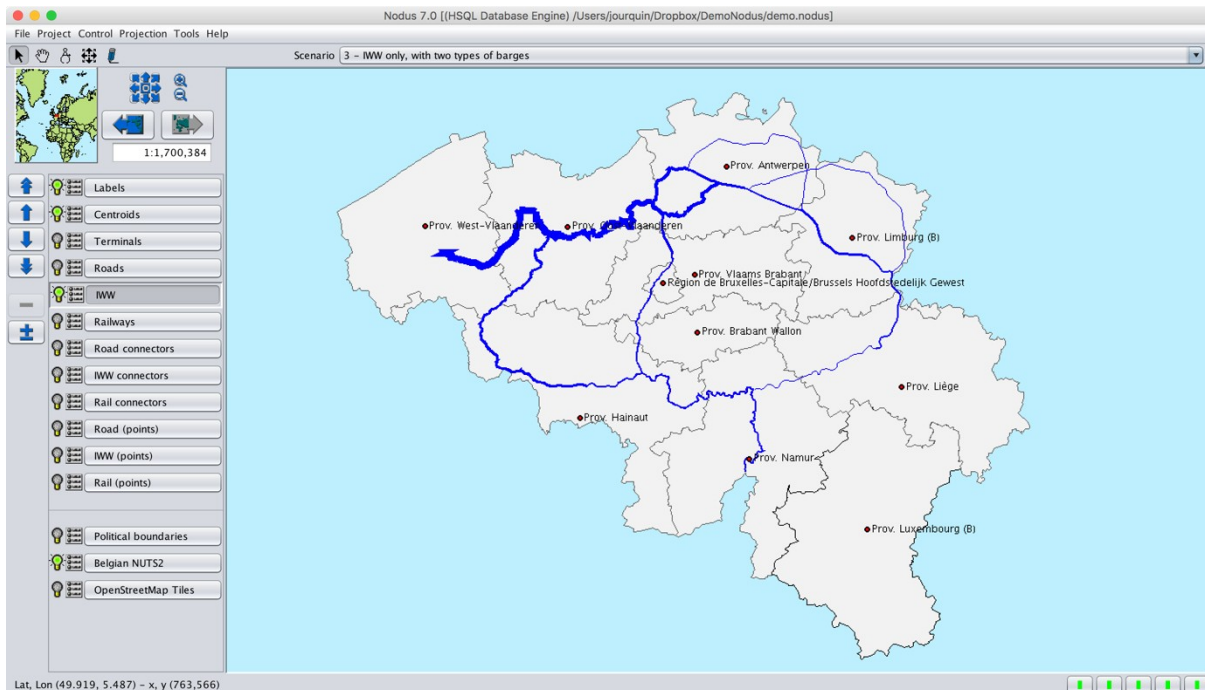 Nodus 7.0 [(HSQL Database Engine) /Users/jourquin/Dropbox/DemoNodus/demo.nodus]
File Project Control Projection Tools Help
Scenario 3 - IWW only, with two types of barges
1:1,700,384
Labels
Centroids
Terminals
Roads
IWW
Railways
Road connectors
IWW connectors
Rail connectors
Road (points)
IWW (points)
Rail (points)
Political boundaries
Belgian NUTS2
OpenStreetMap Tiles
Prov. Antwerpen
Prov. West-Vlaanderen
Prov. laanderen
Prov. Limburg (B)
Prov. Vlaams Brabant
Région de Bruxelles-Capitale/Brussels Hoofdstedelijk Gewest
Prov. Brabant Wallon
Prov. Liège
Prov. Hainaut
Prov. Namur
Prov. Luxembourg (B)
Lat, Lon (49.919, 5.487) - x, y (763,566)